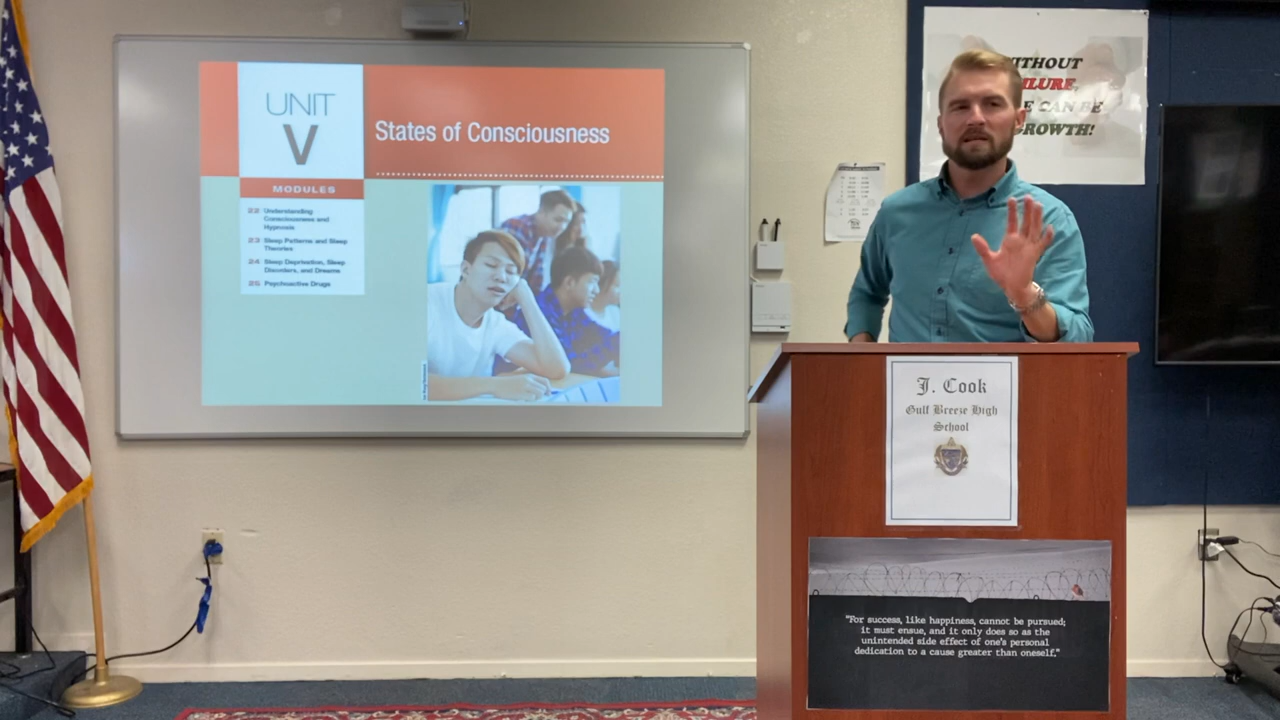 UNIT
V
States of Consciousness
MODULES
22 Understanding
Consciousness and
Hypnosis
23 Sleep Patterns and Sleep
Theories
24 Sleep Deprivation, Sleep
Disorders, and Dreams
25 Psychoactive Drugs
ITHOUT
ILURE,
E CAN BE
GROWTH!
J. Cook
Gulf Breeze High
School
"For success, like happiness, cannot be pursued;
it must ensue, and it only does so as the
unintended side effect of one's personal
dedication to a cause greater than oneself."